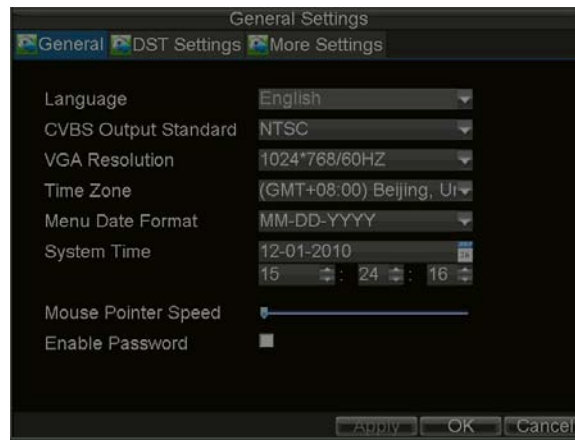 General Settings
General DST Settings More Settings
Language English
CVBS Output Standard NTSC
VGA Resolution 1024*768/60HZ
Time Zone (GMT+08:00) Beijing,
Menu Date Format MM-DD-YYYY
System Time 12-01-2010
15 : 24 : 16
Mouse Pointer Speed
Enable Password
Apply OK Cancel